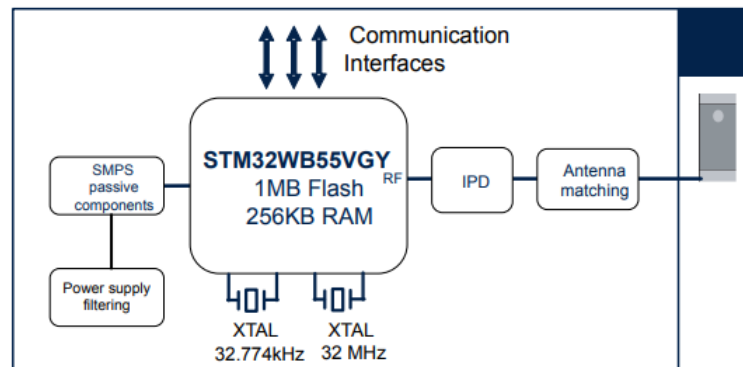 Communication
Interfaces
STM32WB55VGY
RF
1MB Flash
256KB RAM
SMPS
passive
components
IPD
Antenna
matching
Power supply
filtering
XTAL
32.774kHz
XTAL
32 MHz